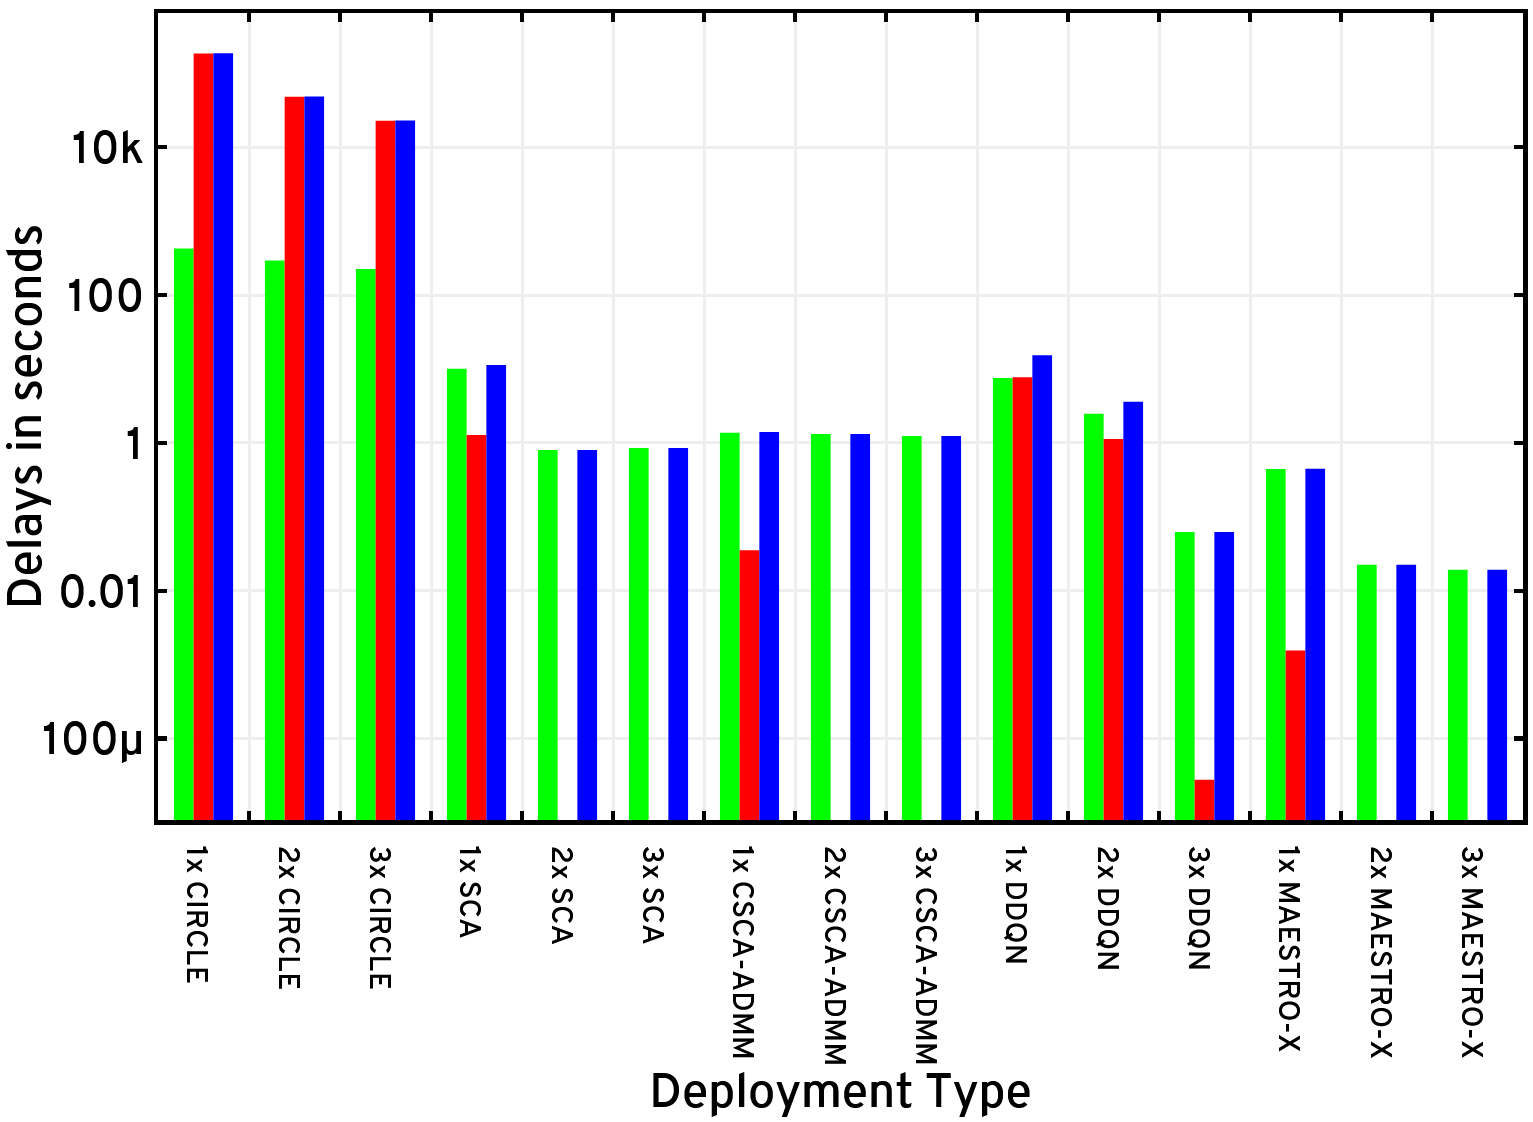 Delays in seconds
10k
100
1
0.01
100µ
1x CIRCLE
2x CIRCLE
3x CIRCLE
1x SCA
2x SCA
3x SCA
1x CSCA-ADMM
2x CSCA-ADMM
3x CSCA-ADMM
1x DDQN
2x DDQN
3x DDQN
1x MAESTRO-X
2x MAESTRO-X
3x MAESTRO-X
Deployment Type